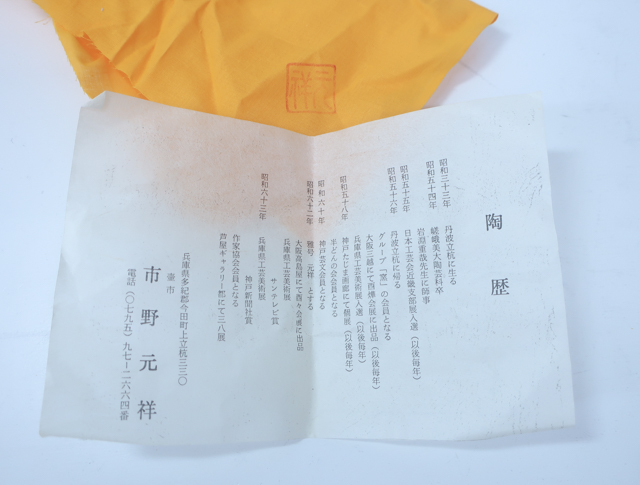 元祥
陶歴
昭和三十三年 丹波立杭に生る
昭和五十四年 嵯峨美大陶芸科卒
岩淵重哉先生に師事
昭和五十五年 日本工芸会近畿支部展入選(以後毎年)
昭和五十六年 丹波立杭に帰る
グループ「窯」の会員となる
大阪三越にて 会展に出品(以後毎年)
兵庫県工芸美術展入選(以後毎年)
昭和五十八年 神戸たじま画廊にて個展(以後毎年)
半どんの会会員となる
昭和六十年 神戸芸文会員となる
昭和六十二年 雅号 元祥 とする
大阪高島屋にて 々会展に出品
兵庫県工芸美術展
サンテレビ賞
昭和六十三年 兵庫県工芸美術展
神戸新聞社賞
作家協会会員となる
芦屋ギャラリー都にて三人展
兵庫県多紀郡今田町上立杭三三〇
市
市野元祥
電話(〇七九五)九七-二六六四番